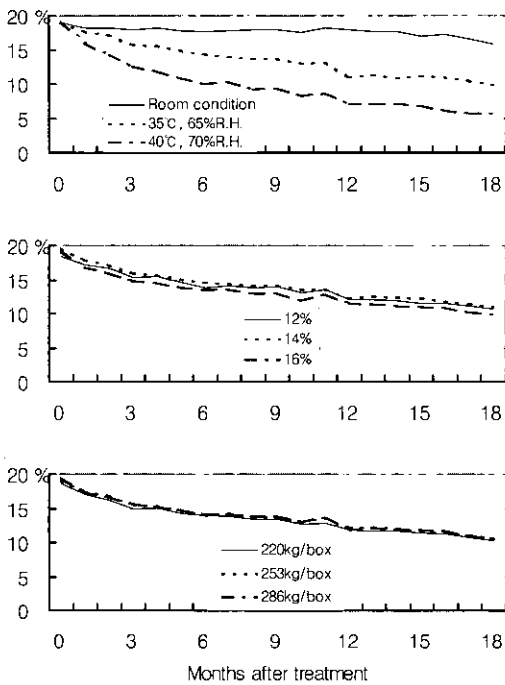 20 %
15
10
5
0
Room condition
35℃, 65%R.H.
40℃, 70%R.H.
0 3 6 9 12 15 18
20 %
15
10
5
0
12%
14%
16%
0 3 6 9 12 15 18
20 %
15
10
5
0
220kg/box
253kg/box
286kg/box
0 3 6 9 12 15 18
Months after treatment